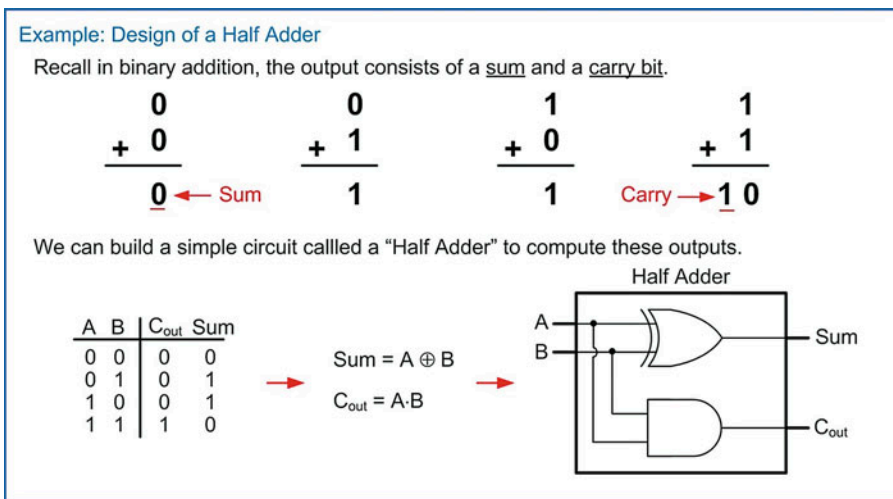 Example: Design of a Half Adder
Recall in binary addition, the output consists of a sum and a carry bit.
0 0 1 1
+ 0 + 1 + 0 + 1
0 Sum 1 1 Carry 1 0
We can build a simple circuit callled a “Half Adder” to compute these outputs.
Half Adder
A B Cout Sum
0 0 0 0
0 1 0 1
1 0 0 1
1 1 1 0
Sum = A ⊕ B
Cout = A·B
A
B
Sum
Cout